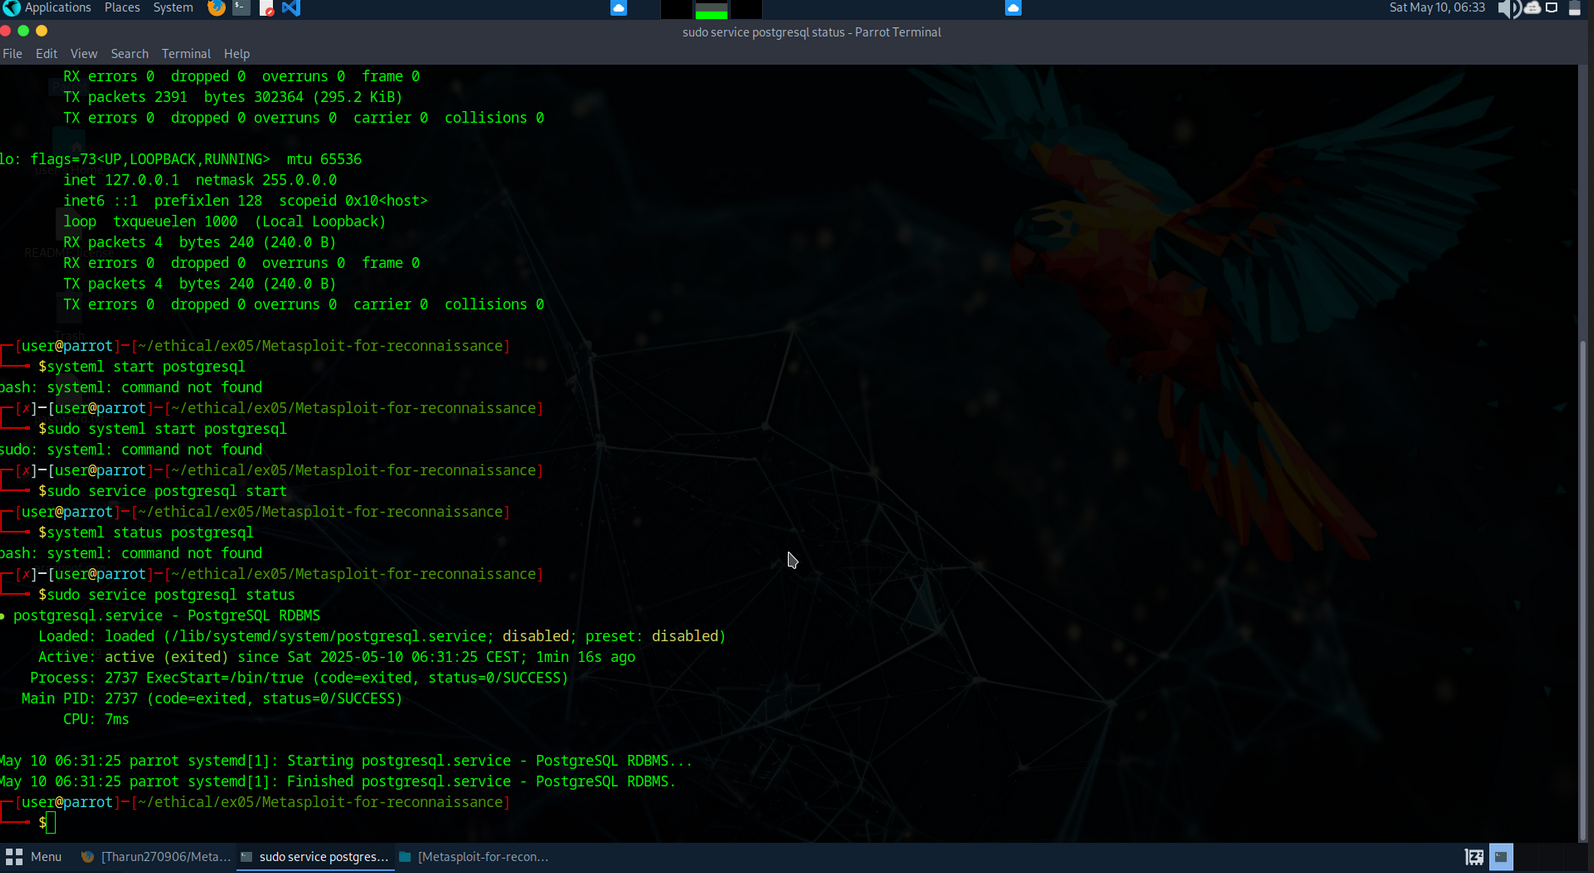 Applications Places System Sat May 10, 06:33
sudo service postgresql status - Parrot Terminal
File Edit View Search Terminal Help
RX errors 0 dropped 0 overruns 0 frame 0
TX packets 2391 bytes 302364 (295.2 KiB)
TX errors 0 dropped 0 overruns 0 carrier 0 collisions 0
lo: flags=73<UP,LOOPBACK,RUNNING> mtu 65536
inet 127.0.0.1 netmask 255.0.0.0
inet6 ::1 prefixlen 128 scopeid 0x10<host>
loop txqueuelen 1000 (Local Loopback)
RX packets 4 bytes 240 (240.0 B)
RX errors 0 dropped 0 overruns 0 frame 0
TX packets 4 bytes 240 (240.0 B)
TX errors 0 dropped 0 overruns 0 carrier 0 collisions 0
[user@parrot]─[~/ethical/ex05/Metasploit-for-reconnaissance]
$systeml start postgresql
bash: systeml: command not found
[✗]─[user@parrot]─[~/ethical/ex05/Metasploit-for-reconnaissance]
$sudo systeml start postgresql
sudo: systeml: command not found
[✗]─[user@parrot]─[~/ethical/ex05/Metasploit-for-reconnaissance]
$sudo service postgresql start
[user@parrot]─[~/ethical/ex05/Metasploit-for-reconnaissance]
$systeml status postgresql
bash: systeml: command not found
[✗]─[user@parrot]─[~/ethical/ex05/Metasploit-for-reconnaissance]
$sudo service postgresql status
● postgresql.service - PostgreSQL RDBMS
Loaded: loaded (/lib/systemd/system/postgresql.service; disabled; preset: disabled)
Active: active (exited) since Sat 2025-05-10 06:31:25 CEST; 1min 16s ago
Process: 2737 ExecStart=/bin/true (code=exited, status=0/SUCCESS)
Main PID: 2737 (code=exited, status=0/SUCCESS)
CPU: 7ms
May 10 06:31:25 parrot systemd[1]: Starting postgresql.service - PostgreSQL RDBMS...
May 10 06:31:25 parrot systemd[1]: Finished postgresql.service - PostgreSQL RDBMS.
[user@parrot]─[~/ethical/ex05/Metasploit-for-reconnaissance]
$
Menu [Tharun270906/Meta... sudo service postgres... [Metasploit-for-recon...